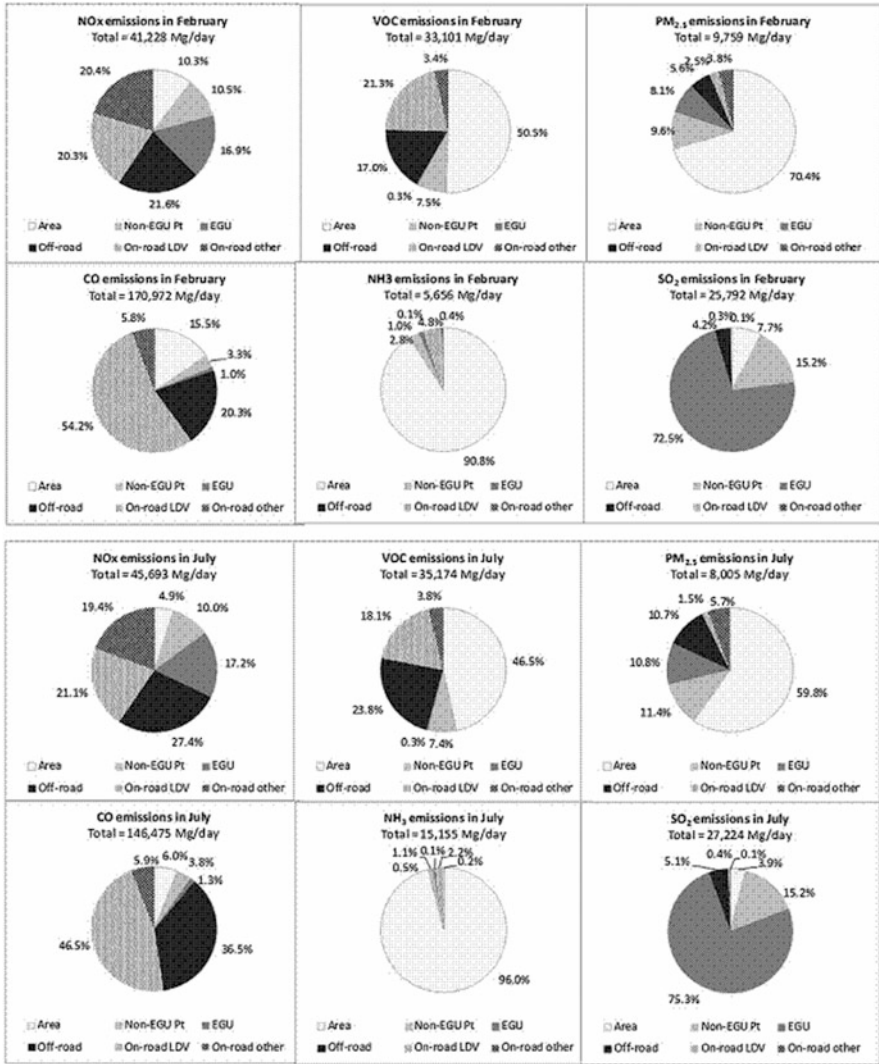 NOx emissions in February
Total = 41,228 Mg/day
10.3%
10.5%
16.9%
21.6%
20.3%
20.4%
Area Non-EGU Pt EGU
Off-road On-road LDV On-road other
VOC emissions in February
Total = 33,101 Mg/day
3.4%
21.3%
50.5%
17.0%
0.3%
7.5%
Area Non-EGU Pt EGU
Off-road On-road LDV On-road other
PM2.5 emissions in February
Total = 9,759 Mg/day
2.5%
3.8%
5.6%
8.1%
9.6%
70.4%
Area Non-EGU Pt EGU
Off-road On-road LDV On-road other
CO emissions in February
Total = 170,972 Mg/day
5.8%
15.5%
3.3%
1.0%
20.3%
54.2%
Area Non-EGU Pt EGU
Off-road On-road LDV On-road other
NH3 emissions in February
Total = 5,656 Mg/day
0.1%
0.4%
1.0%
4.8%
2.8%
90.8%
Area Non-EGU Pt EGU
Off-road On-road LDV On-road other
SO2 emissions in February
Total = 25,792 Mg/day
0.3%
0.1%
4.2%
7.7%
15.2%
72.5%
Area Non-EGU Pt EGU
Off-road On-road LDV On-road other
NOx emissions in July
Total = 45,693 Mg/day
4.9%
19.4%
10.0%
17.2%
21.1%
27.4%
Area Non-EGU Pt EGU
Off-road On-road LDV On-road other
VOC emissions in July
Total = 35,174 Mg/day
3.8%
18.1%
46.5%
23.8%
0.3%
7.4%
Area Non-EGU Pt EGU
Off-road On-road LDV On-road other
PM2.5 emissions in July
Total = 8,005 Mg/day
1.5%
5.7%
10.7%
10.8%
59.8%
11.4%
Area Non-EGU Pt EGU
Off-road On-road LDV On-road other
CO emissions in July
Total = 146,475 Mg/day
5.9%
6.0%
3.8%
1.3%
46.5%
36.5%
Area Non-EGU Pt EGU
Off-road On-road LDV On-road other
NH3 emissions in July
Total = 15,155 Mg/day
1.1%
0.1%
2.2%
0.5%
0.2%
96.0%
Area Non-EGU Pt EGU
Off-road On-road LDV On-road other
SO2 emissions in July
Total = 27,224 Mg/day
0.4%
0.1%
5.1%
3.9%
15.2%
75.3%
Area Non-EGU Pt EGU
Off-road On-road LDV On-road other